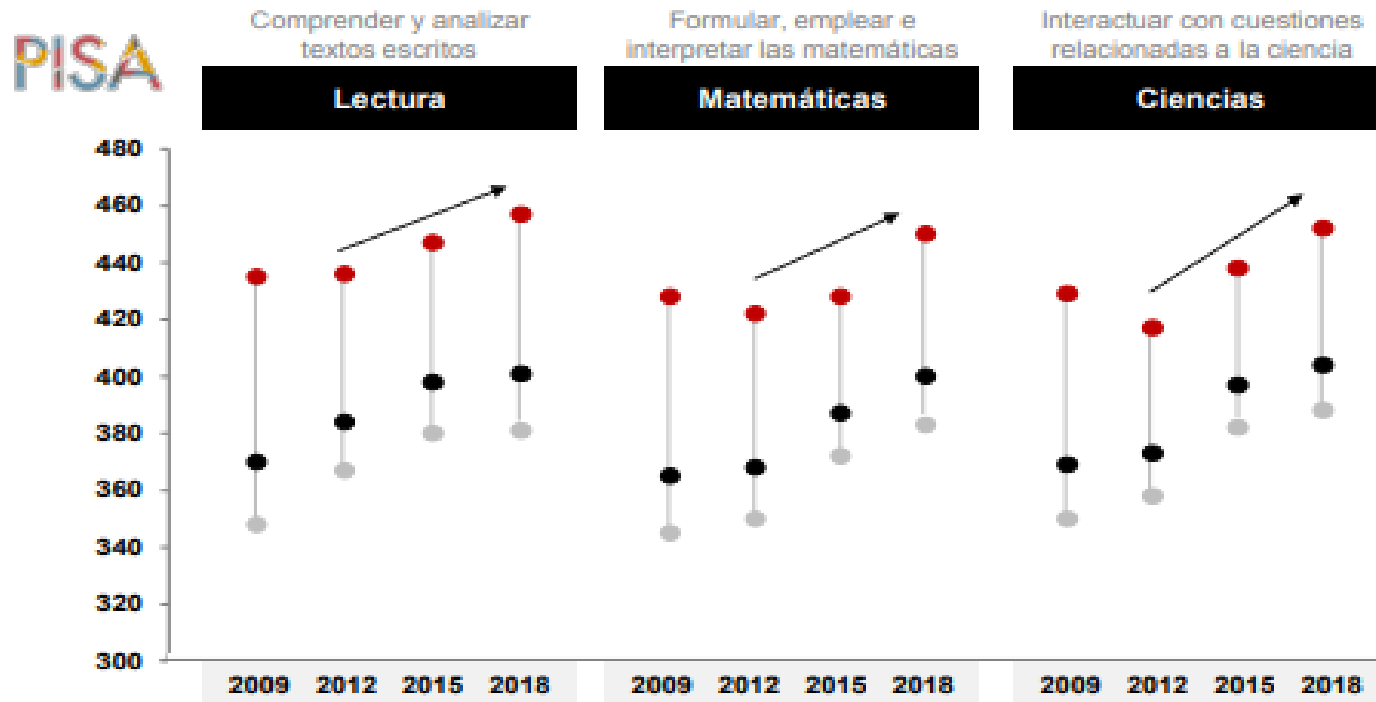 PISA
Comprender y analizar
textos escritos
Formular, emplear e
interpretar las matemáticas
Interactuar con cuestiones
relacionadas a la ciencia
Lectura
Matemáticas
Ciencias
480
460
440
420
400
380
360
340
320
300
2009 2012 2015 2018
2009 2012 2015 2018
2009 2012 2015 2018